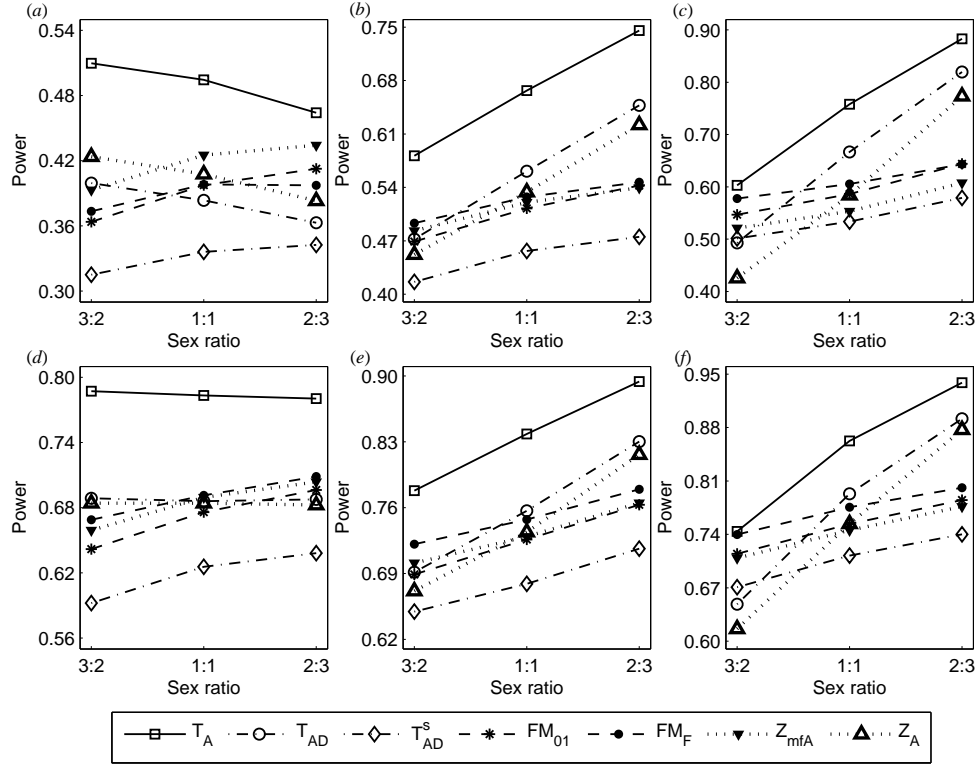 (a)
0.54
0.48
0.42
0.36
0.30
Power
3:2 1:1 2:3
Sex ratio
(b)
0.75
0.68
0.61
0.54
0.47
0.40
Power
3:2 1:1 2:3
Sex ratio
(c)
0.90
0.80
0.70
0.60
0.50
0.40
Power
3:2 1:1 2:3
Sex ratio
(d)
0.80
0.74
0.68
0.62
0.56
Power
3:2 1:1 2:3
Sex ratio
(e)
0.90
0.83
0.76
0.69
0.62
Power
3:2 1:1 2:3
Sex ratio
(f)
0.95
0.88
0.81
0.74
0.67
0.60
Power
3:2 1:1 2:3
Sex ratio
T_A T_AD T^s_AD FM_01 FM_F Z_mfA Z_A